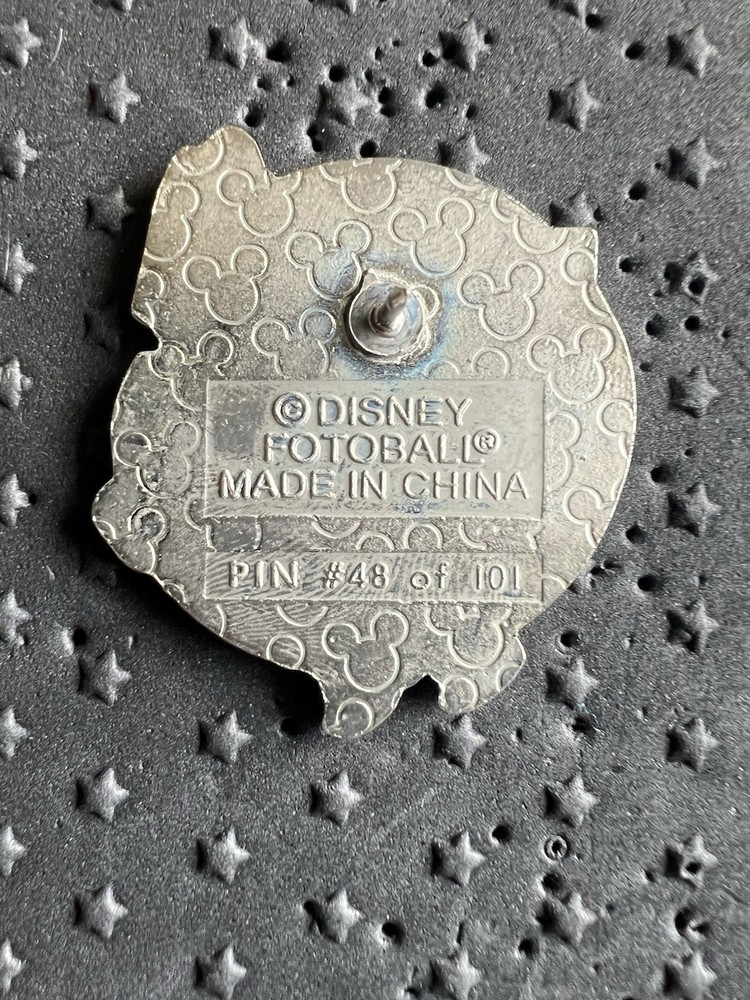 ©DISNEY
FOTOBALL®
MADE IN CHINA
PIN #48 of 101